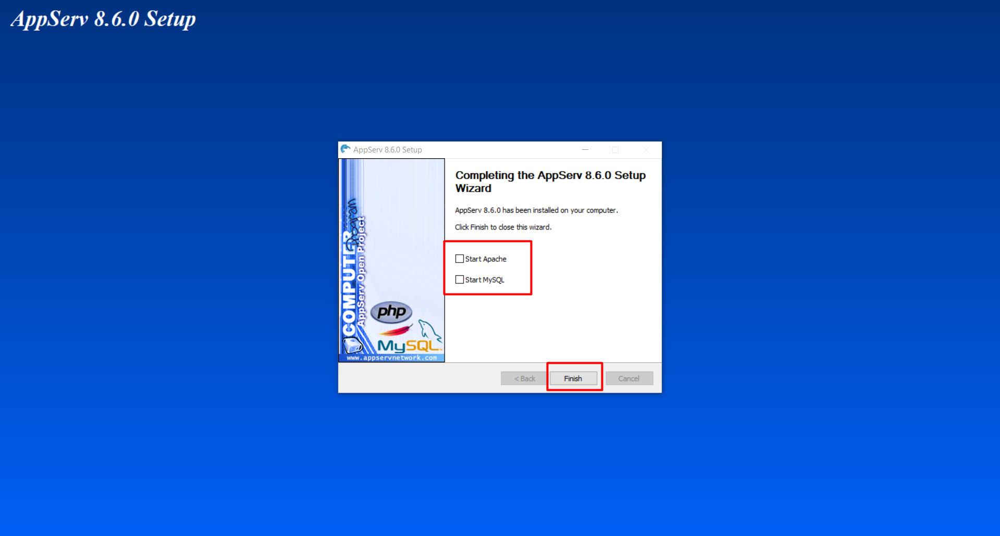 AppServ 8.6.0 Setup
AppServ 8.6.0 Setup
Completing the AppServ 8.6.0 Setup
Wizard
AppServ 8.6.0 has been installed on your computer.
Click Finish to close this wizard.
Start Apache
Start MySQL
COMPUTER
Program
AppServ Open Project
php
MySQL™
www.appservnetwork.com
< Back
Finish
Cancel